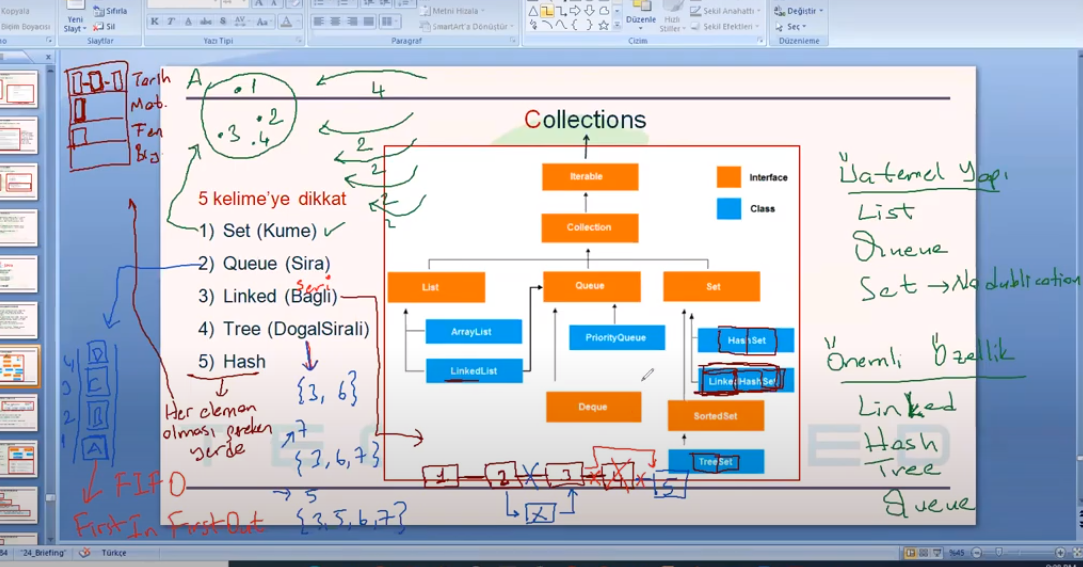 Kopyala
Biçim Boyacısı
Yeni
Slayt
Sıfırla
Sil
Slaytlar
K T A S abe AV Aa A
Yazı Tipi
Metni Hizala
SmartArt'a Dönüştür
Paragraf
Düzenle
Hızlı
Stiller
Şekil Anahattı
Şekil Efektleri
Çizim
Değiştir
Seç
Düzenleme
Tarih
Mat.
Fen
A
.1
.2
.3
.4
4
2
2
2
2
Collections
Iterable
Collection
List
Queue
Set
ArrayList
LinkedList
PriorityQueue
Deque
HashSet
LinkedHashSet
SortedSet
TreeSet
Interface
Class
5 kelime'ye dikkat
1) Set (Kume)
2) Queue (Sira)
seri
3) Linked (Bagli)
4) Tree (DogalSirali)
5) Hash
Her eleman
olması gereken
yerde
{3, 6}
7
{3,6,7}
5
{3,5,6,7}
4 D
3 C
2 B
1 A
FIFO
First In First Out
1 2 3 4 5
X
Üç temel Yapı
List
Queue
Set → No dublication
Önemli Özellik
Linked
Hash
Tree
Queue
"24_Briefing"
Türkçe
%45